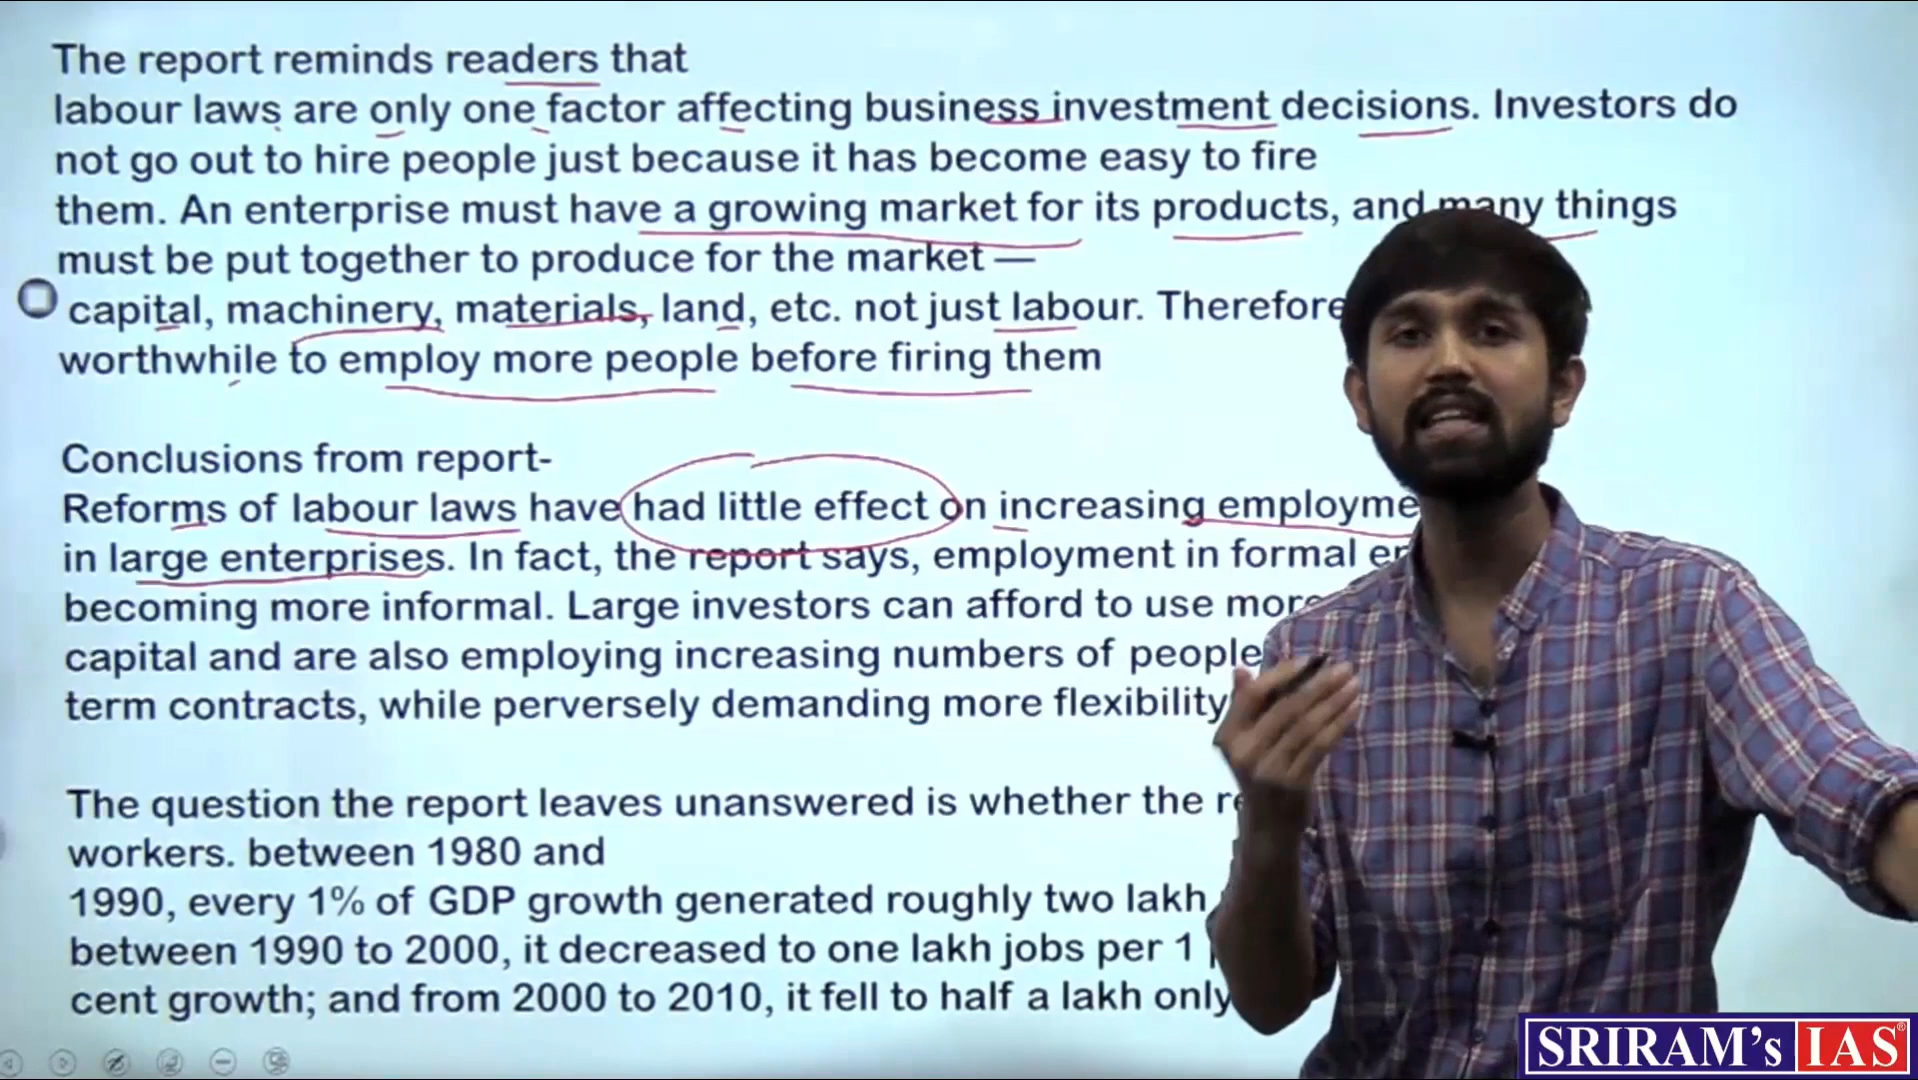 The report reminds readers that
labour laws are only one factor affecting business investment decisions. Investors do
not go out to hire people just because it has become easy to fire
them. An enterprise must have a growing market for its products, and many things
must be put together to produce for the market —
capital, machinery, materials, land, etc. not just labour. Therefore
worthwhile to employ more people before firing them
Conclusions from report-
Reforms of labour laws have had little effect on increasing
in large enterprises. In fact, the report says, employment in formal
becoming more informal. Large investors can afford to use more
capital and are also employing increasing numbers of people
term contracts, while perversely demanding more flexibility
The question the report leaves unanswered is whether the
workers. between 1980 and
1990, every 1% of GDP growth generated roughly two lakh
between 1990 to 2000, it decreased to one lakh jobs per 1
cent growth; and from 2000 to 2010, it fell to half a lakh only
SRIRAM's IAS®